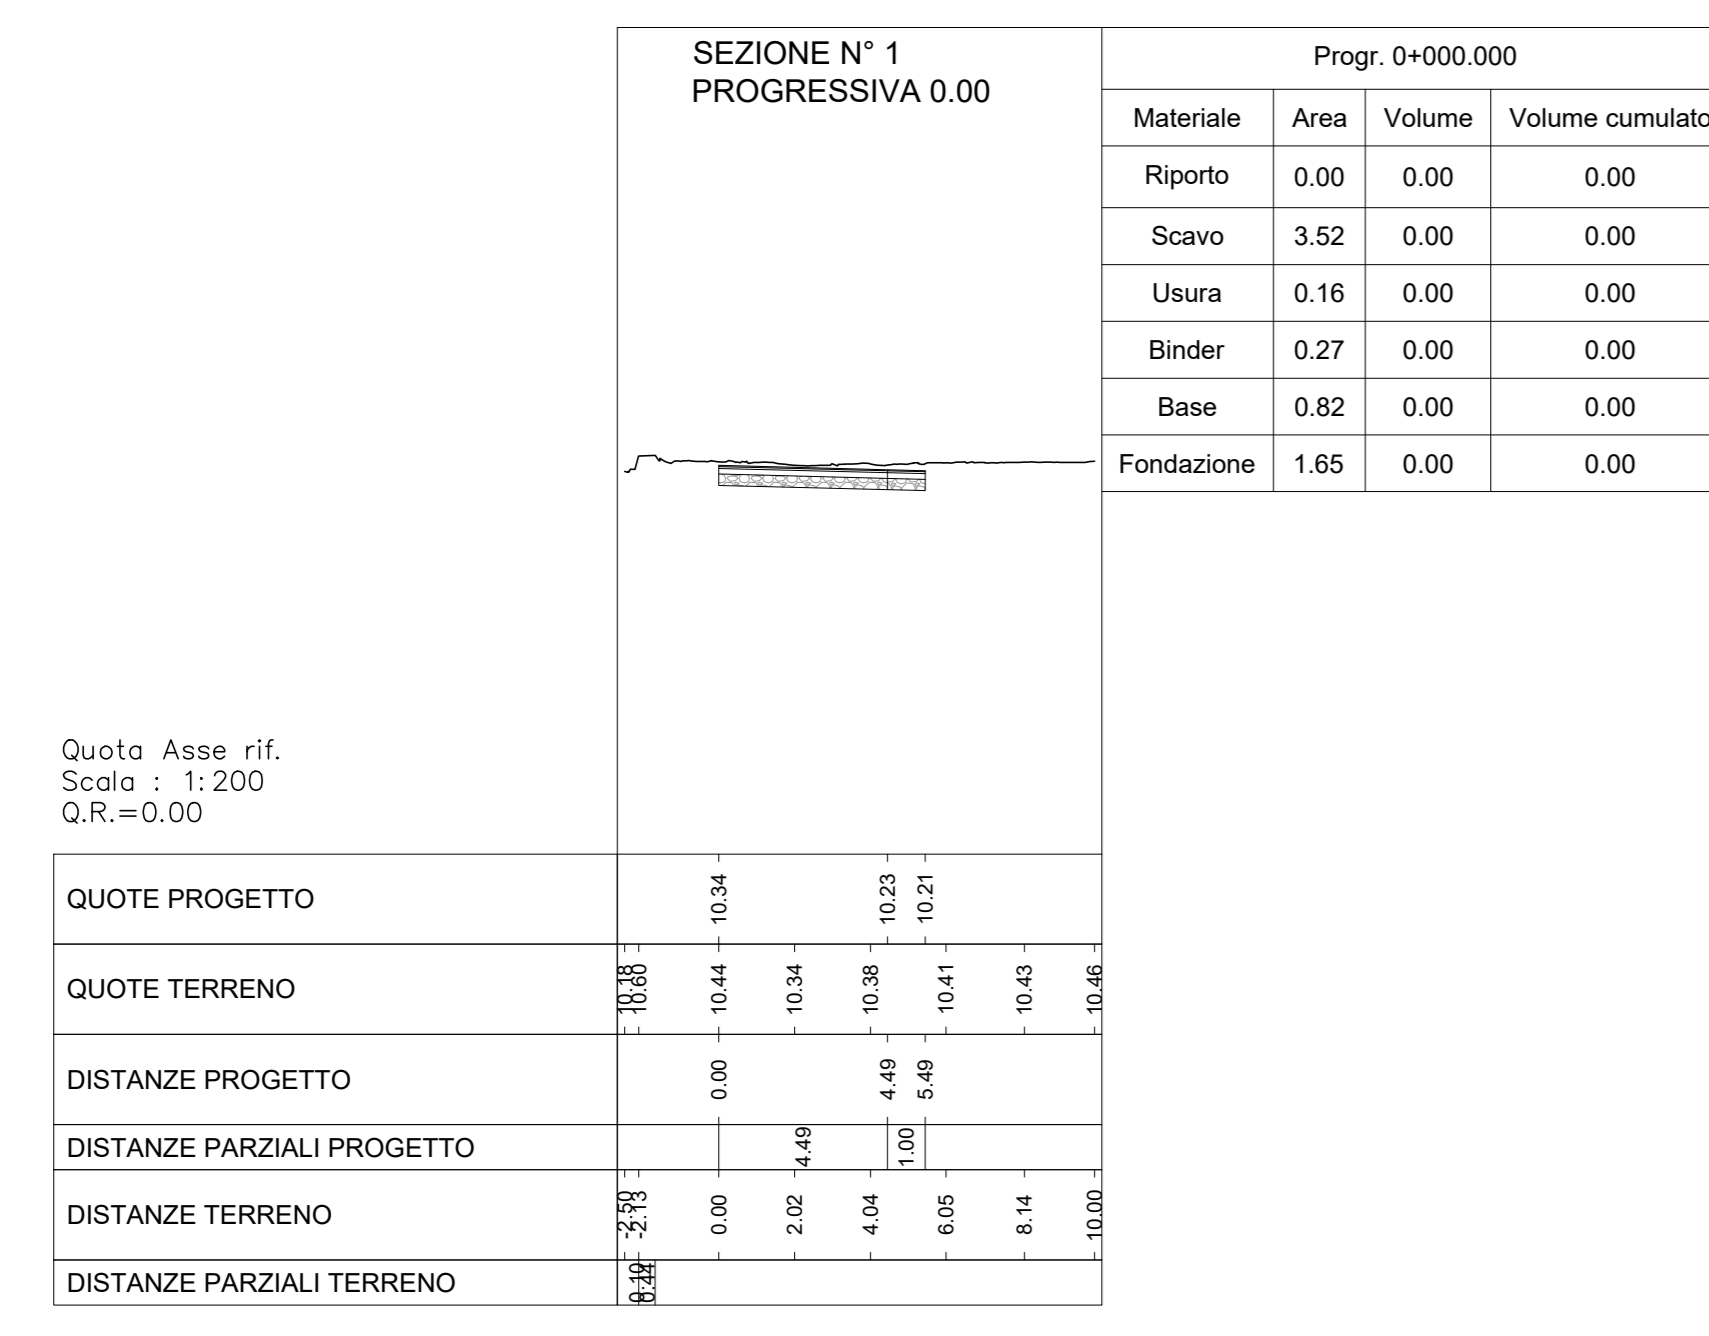 SEZIONE N° 1
PROGRESSIVA 0.00
Progr. 0+000.000
Materiale Area Volume Volume cumulato
Riporto 0.00 0.00 0.00
Scavo 3.52 0.00 0.00
Usura 0.16 0.00 0.00
Binder 0.27 0.00 0.00
Base 0.82 0.00 0.00
Fondazione 1.65 0.00 0.00
Quota Asse rif.
Scala : 1:200
Q.R.=0.00
QUOTE PROGETTO 10.34 10.23 10.21
QUOTE TERRENO 10.18 10.60 10.44 10.34 10.38 10.41 10.43 10.46
DISTANZE PROGETTO 0.00 4.49 5.49
DISTANZE PARZIALI PROGETTO 4.49 1.00
DISTANZE TERRENO -2.50 -2.13 0.00 2.02 4.04 6.05 8.14 10.00
DISTANZE PARZIALI TERRENO 0.44